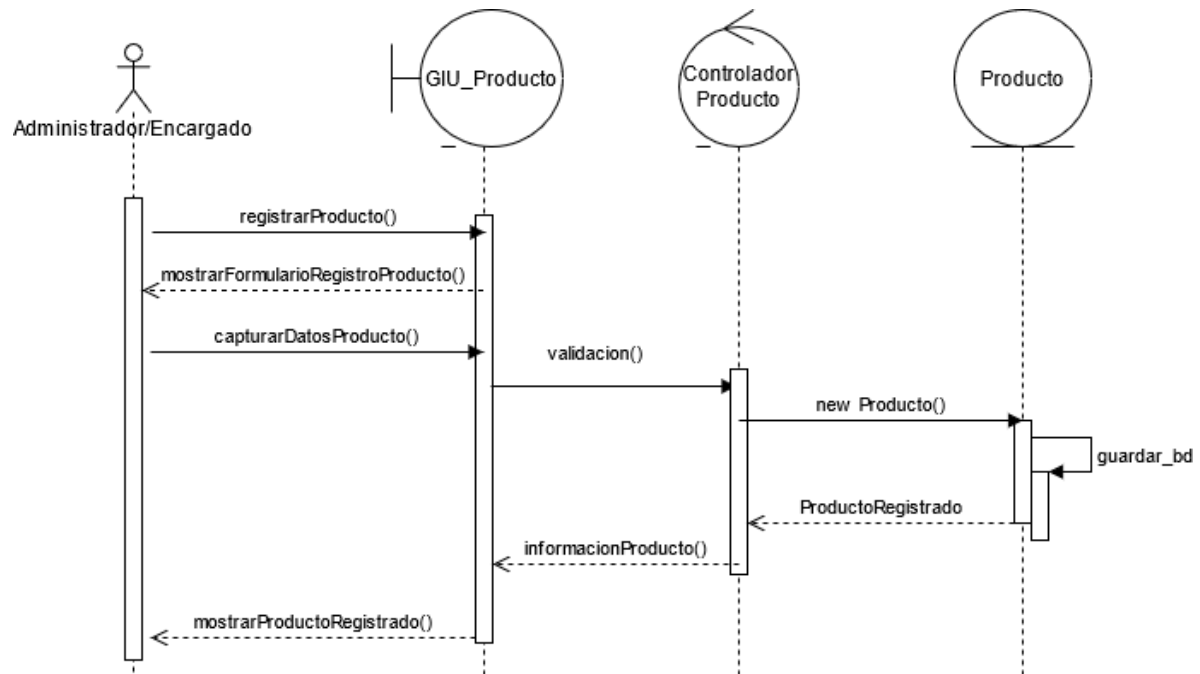 GIU_Producto
Controlador
Producto
Producto
Administrador/Encargado
registrarProducto()
mostrarFormularioRegistroProducto()
capturarDatosProducto()
validacion()
new Producto()
guardar_bd
ProductoRegistrado
informacionProducto()
mostrarProductoRegistrado()